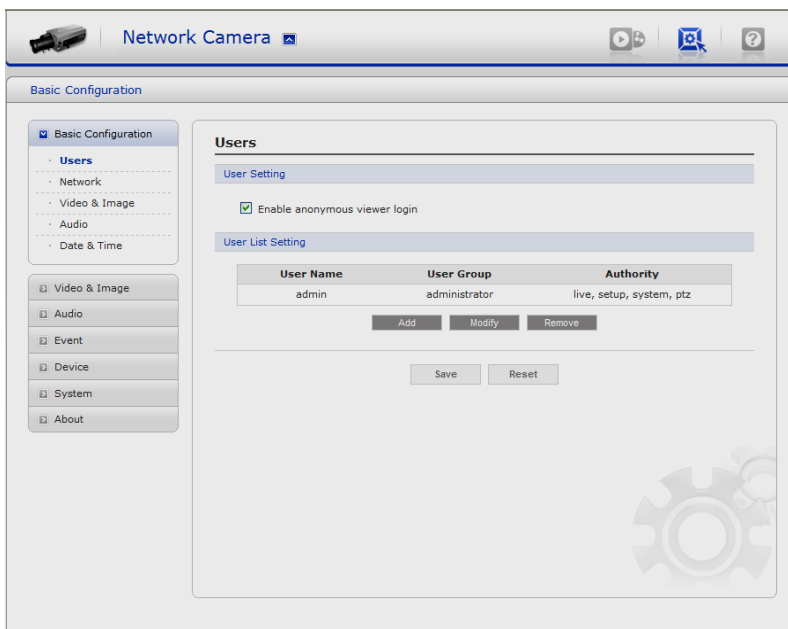 Network Camera
?
Basic Configuration
Basic Configuration
Users
Network
Video & Image
Audio
Date & Time
Video & Image
Audio
Event
Device
System
About
Users
User Setting
Enable anonymous viewer login
User List Setting
User Name User Group Authority
admin administrator live, setup, system, ptz
Add Modify Remove
Save Reset